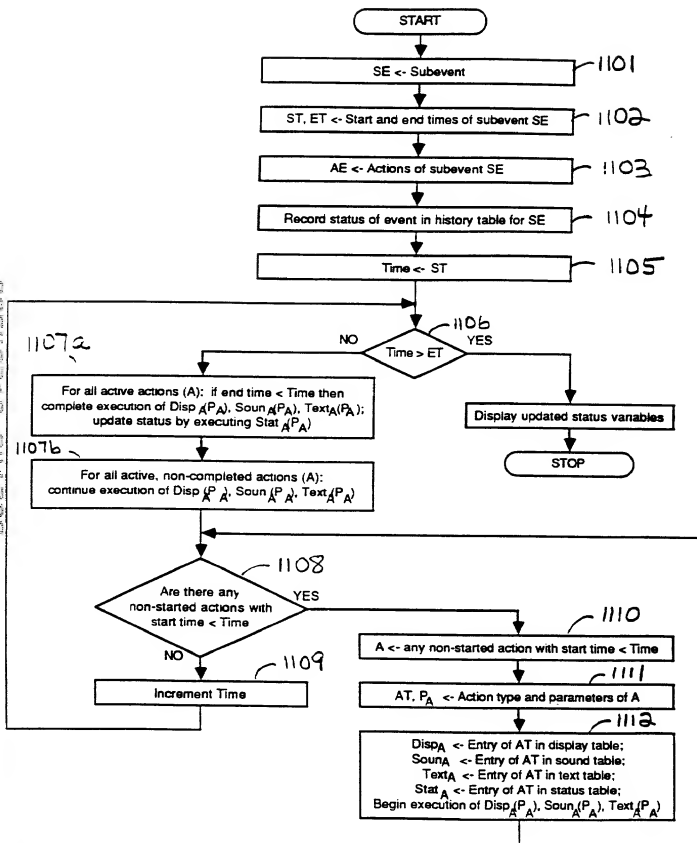 START
SE <- Subevent
1101
ST, ET <- Start and end times of subevent SE
1102
AE <- Actions of subevent SE
1103
Record status of event in history table for SE
1104
Time <- ST
1105
1106
NO
Time > ET
YES
1107a
For all active actions (A): if end time < Time then
complete execution of Disp A(PA), Soun A(PA), Text A(PA);
update status by executing Stat A(PA)
Display updated status variables
STOP
1107b
For all active, non-completed actions (A):
continue execution of Disp A(PA), Soun A(PA), Text A(PA)
1108
Are there any
non-started actions with
start time < Time
YES
NO
1109
Increment Time
1110
A <- any non-started action with start time < Time
1111
AT, PA <- Action type and parameters of A
1112
DispA <- Entry of AT in display table;
SounA <- Entry of AT in sound table;
TextA <- Entry of AT in text table;
StatA <- Entry of AT in status table;
Begin execution of DispA(PA), SounA(PA), TextA(PA)